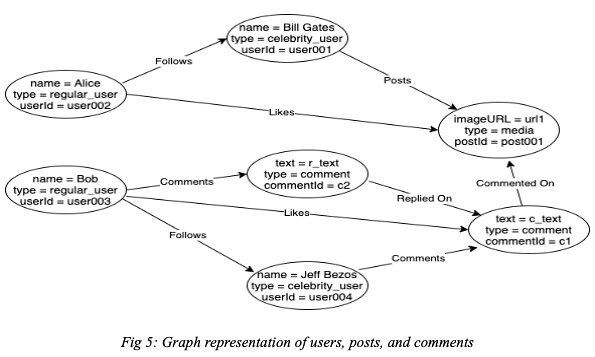 name = Bill Gates
type = celebrity_user
userId = user001
Follows
name = Alice
type = regular_user
userId = user002
Posts
Likes
imageURL = url1
type = media
postId = post001
text = r_text
type = comment
commentId = c2
name = Bob
type = regular_user
userId = user003
Comments
Commented On
Replied On
Likes
text = c_text
type = comment
commentId = c1
Follows
Comments
name = Jeff Bezos
type = celebrity_user
userId = user004
Fig 5: Graph representation of users, posts, and comments